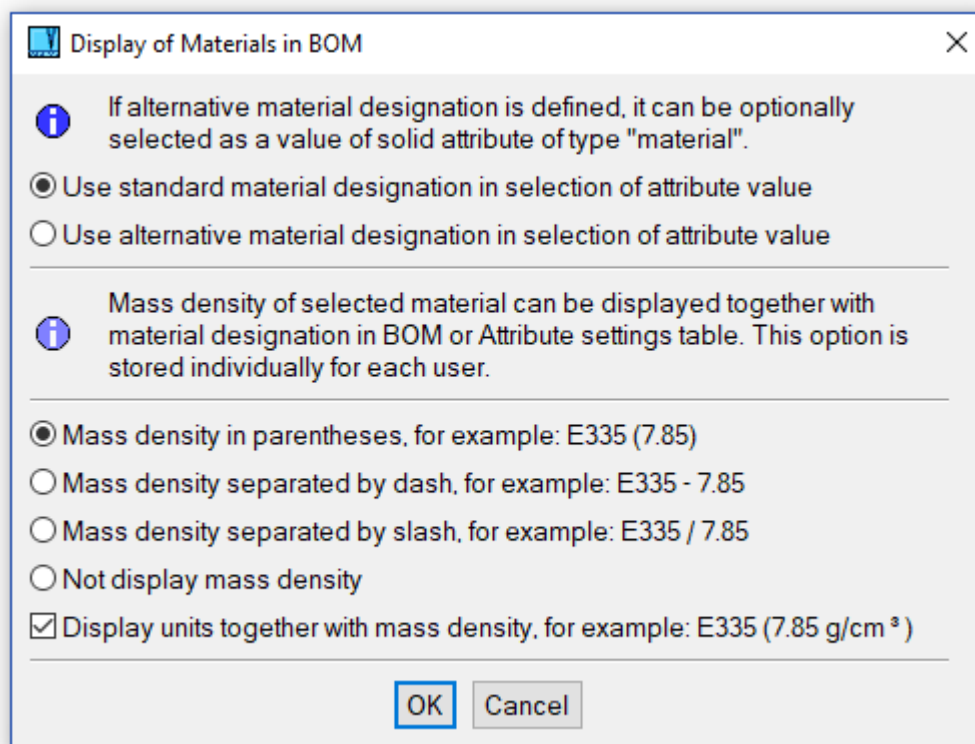 Display of Materials in BOM
If alternative material designation is defined, it can be optionally
selected as a value of solid attribute of type "material".
Use standard material designation in selection of attribute value
Use alternative material designation in selection of attribute value
Mass density of selected material can be displayed together with
material designation in BOM or Attribute settings table. This option is
stored individually for each user.
Mass density in parentheses, for example: E335 (7.85)
Mass density separated by dash, for example: E335 - 7.85
Mass density separated by slash, for example: E335 / 7.85
Not display mass density
Display units together with mass density, for example: E335 (7.85 g/cm ³ )
OK Cancel